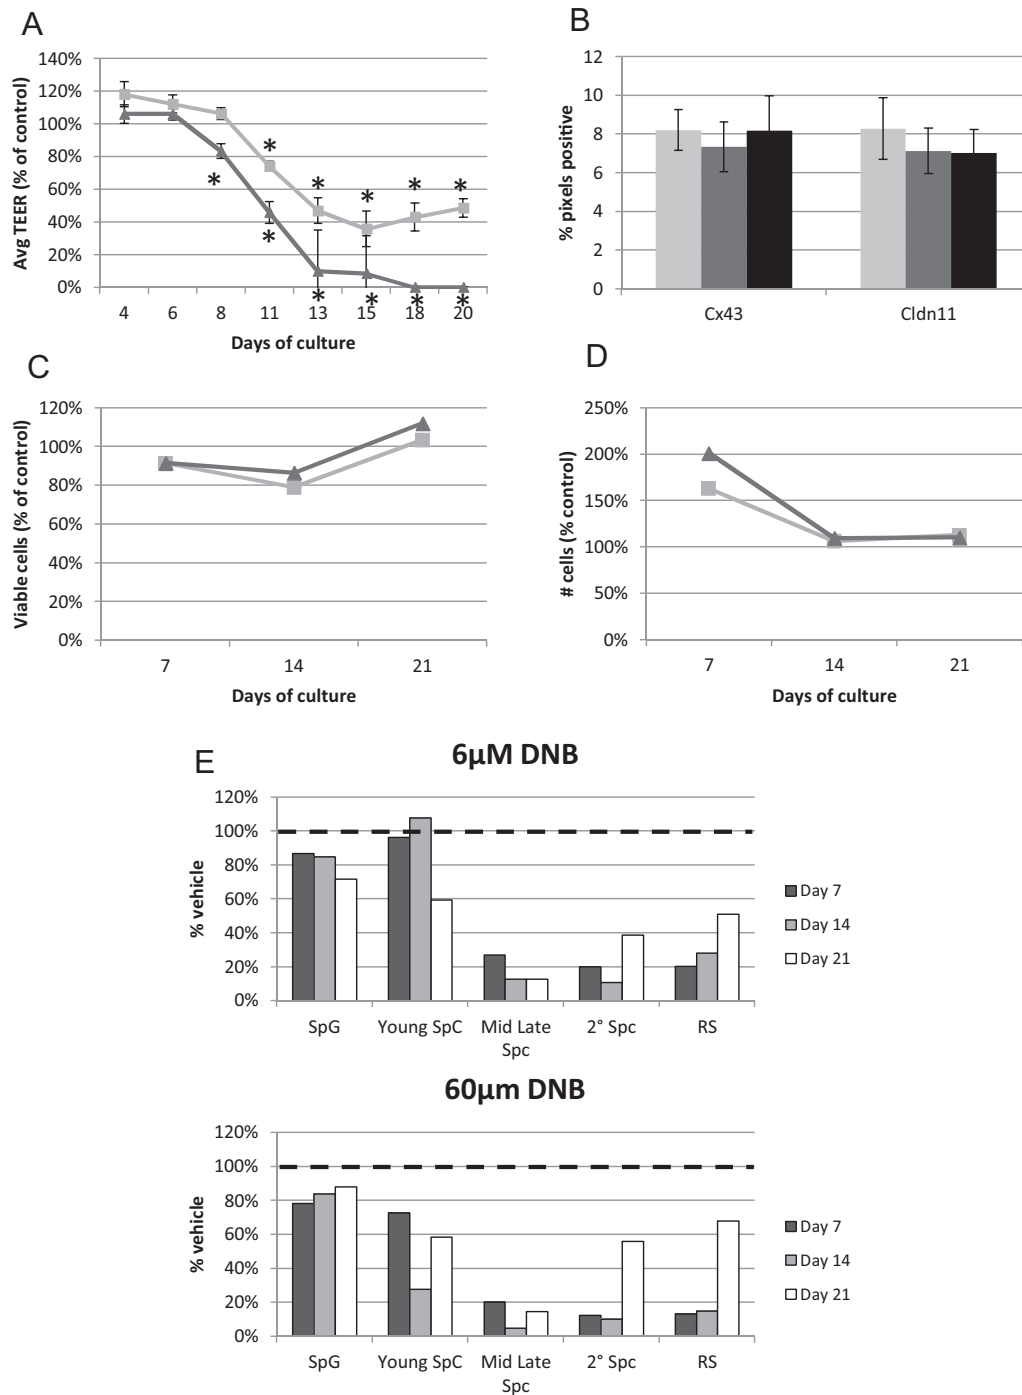 A
Avg TEER (% of control)
140%
120%
100%
80%
60%
40%
20%
0%
* * * * * *
* * * * * *
4 6 8 11 13 15 18 20
Days of culture
B
% pixels positive
12
10
8
6
4
2
0
Cx43 Cldn11
C
Viable cells (% of control)
120%
100%
80%
60%
40%
20%
0%
7 14 21
Days of culture
D
# cells (% control)
250%
200%
150%
100%
50%
0%
7 14 21
Days of culture
E
6µM DNB
% vehicle
120%
100%
80%
60%
40%
20%
0%
SpG Young SpC Mid Late 2° Spc RS
Spc
Day 7
Day 14
Day 21
60µm DNB
% vehicle
120%
100%
80%
60%
40%
20%
0%
SpG Young SpC Mid Late 2° Spc RS
Spc
Day 7
Day 14
Day 21